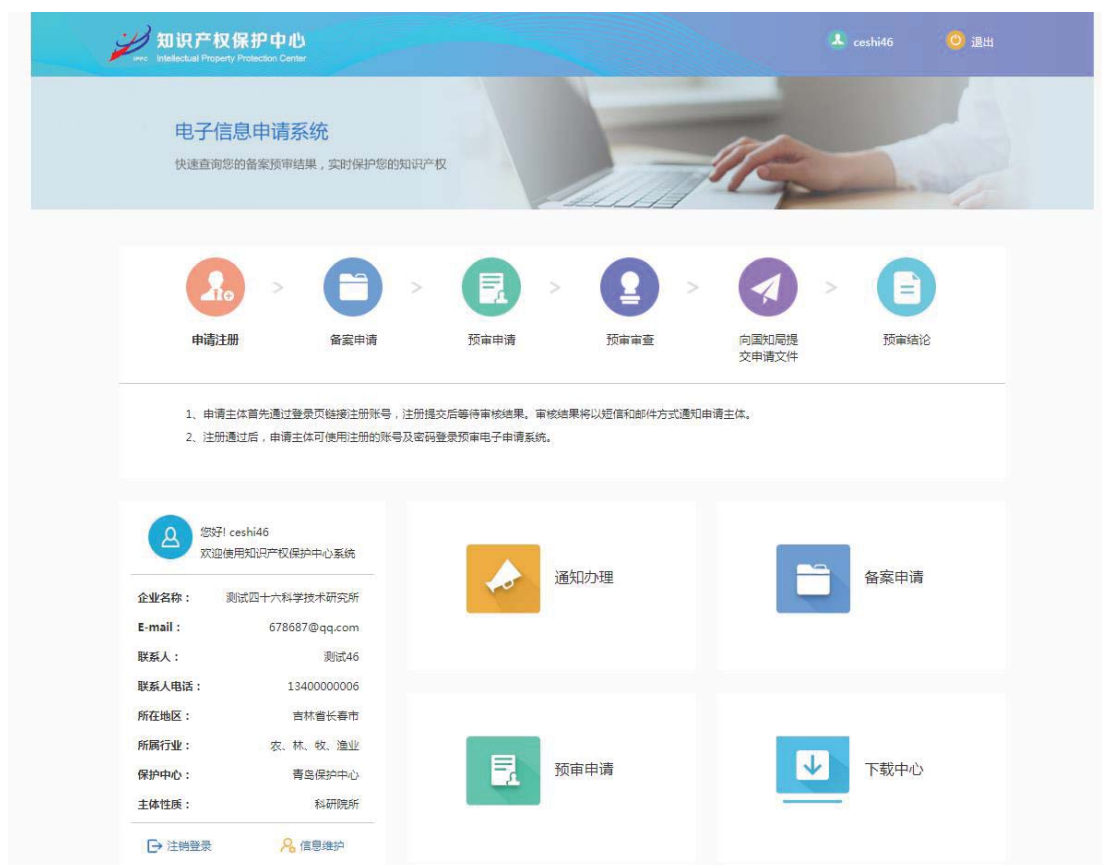 知识产权保护中心
IPPC Intellectual Property Protection Center
ceshi46
退出
电子信息申请系统
快速查询您的备案预审结果，实时保护您的知识产权
申请注册 > 备案申请 > 预审申请 > 预审审查 > 向国知局提 > 预审结论
交申请文件
1、申请主体首先通过登录页链接注册账号，注册提交后等待审核结果。审核结果将以短信和邮件方式通知申请主体。
2、注册通过后，申请主体可使用注册的账号及密码登录预审电子申请系统。
您好! ceshi46
欢迎使用知识产权保护中心系统
企业名称： 测试四十六科学技术研究所
E-mail： 678687@qq.com
联系人： 测试46
联系人电话： 13400000006
所在地区： 吉林省长春市
所属行业： 农、林、牧、渔业
保护中心： 青岛保护中心
主体性质： 科研院所
注销登录 信息维护
通知办理
备案申请
预审申请
下载中心